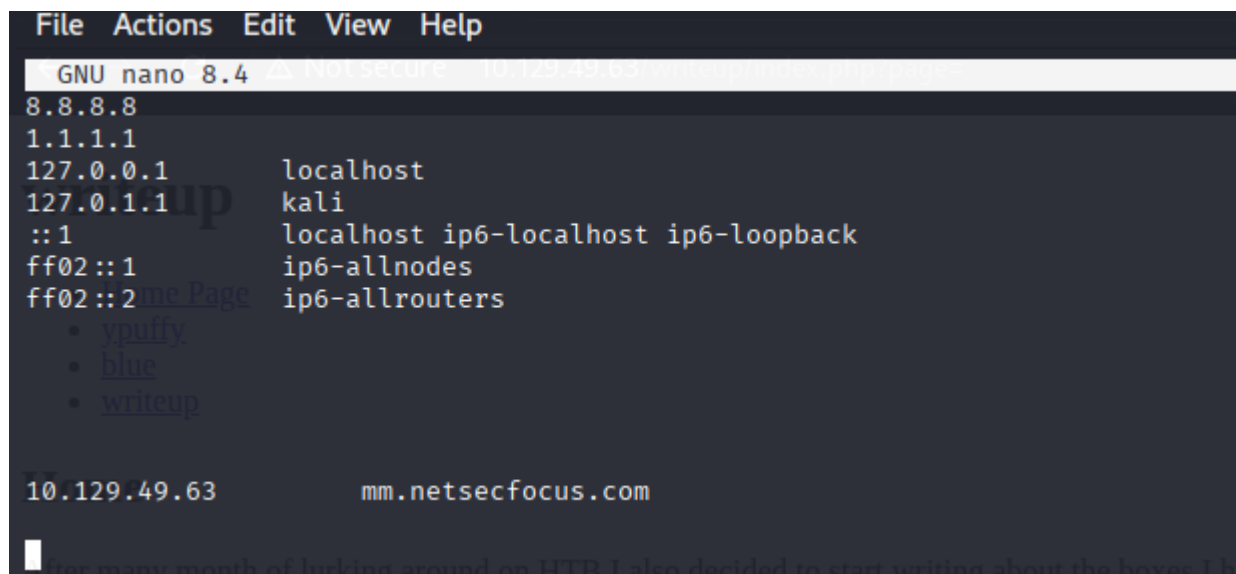 File Actions Edit View Help
GNU nano 8.4
Not secure 10.129.49.63/writeup/index.php?page=
8.8.8.8
1.1.1.1
127.0.0.1 localhost
127.0.1.1 kali
writeup
::1 localhost ip6-localhost ip6-loopback
ff02::1 ip6-allnodes
Home Page
ff02::2 ip6-allrouters
ypuffy
blue
writeup
Home
10.129.49.63 mm.netsecfocus.com
After many month of lurking around on HTB I also decided to start writing about the boxes I